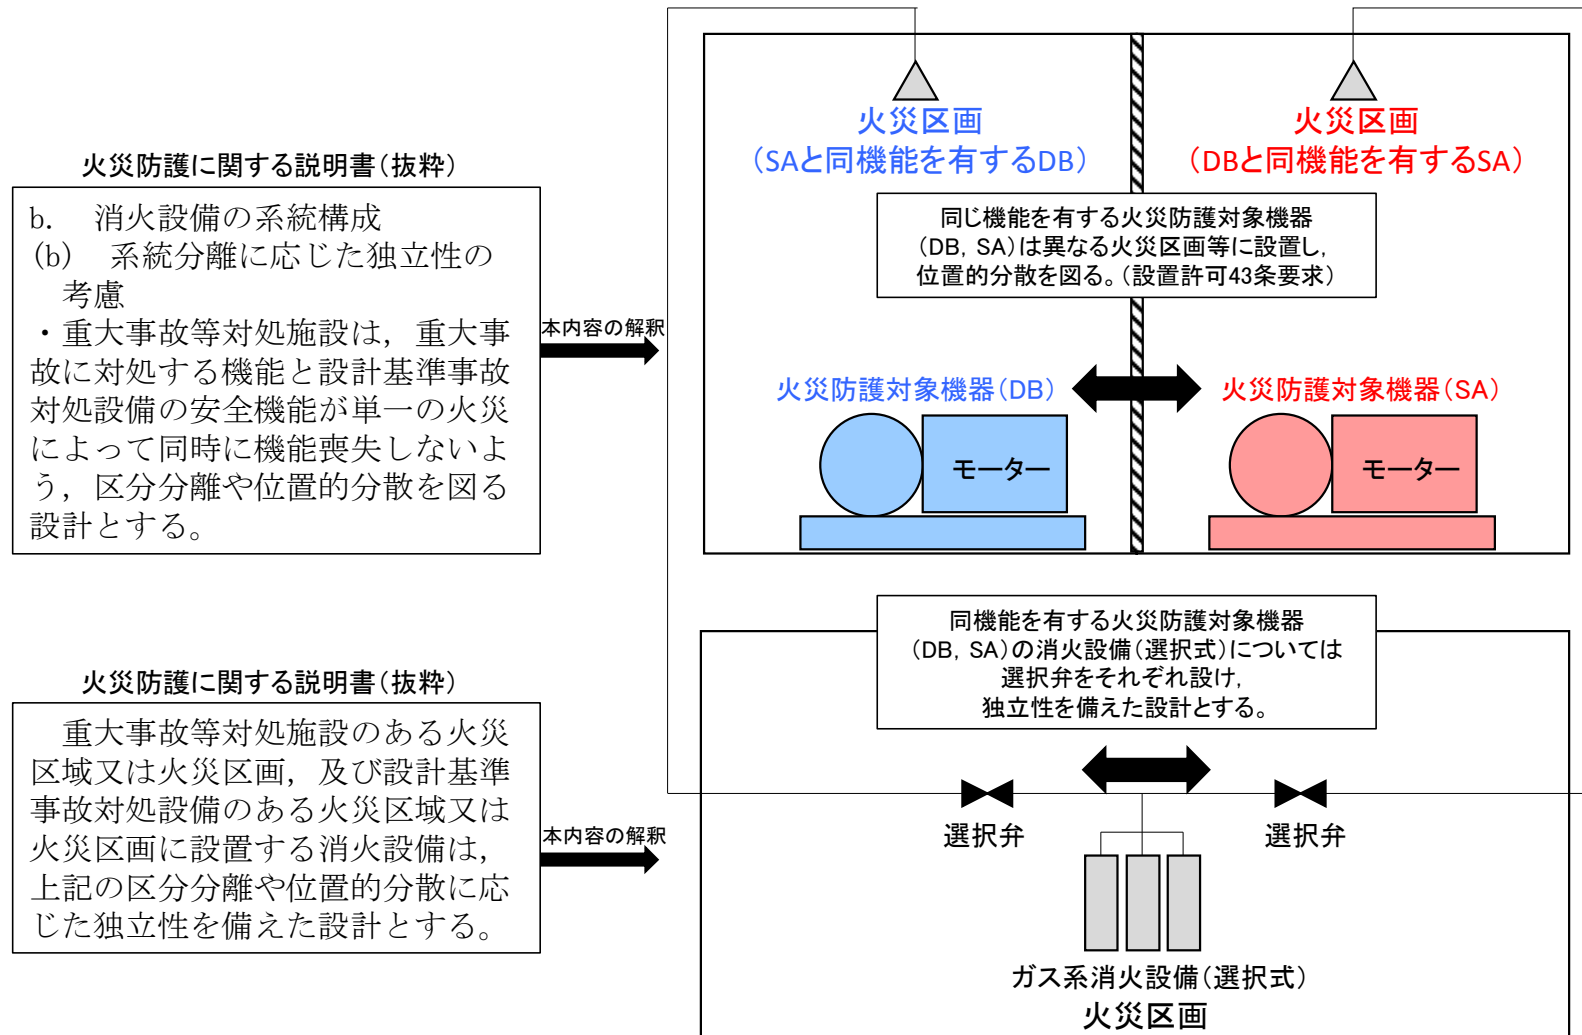 火災防護に関する説明書(抜粋)
b.　消火設備の系統構成
(b)　系統分離に応じた独立性の
考慮
・重大事故等対処施設は，重大事
故に対処する機能と設計基準事故
対処設備の安全機能が単一の火災
によって同時に機能喪失しないよ
う，区分分離や位置的分散を図る
設計とする。
本内容の解釈
火災区画
（SAと同機能を有するDB）
火災区画
（DBと同機能を有するSA）
同じ機能を有する火災防護対象機器
（DB, SA）は異なる火災区画等に設置し，
位置的分散を図る。（設置許可43条要求）
火災防護対象機器（DB）
火災防護対象機器（SA）
モーター
モーター
火災防護に関する説明書(抜粋)
重大事故等対処施設のある火災
区域又は火災区画，及び設計基準
事故対処設備のある火災区域又は
火災区画に設置する消火設備は，
上記の区分分離や位置的分散に応
じた独立性を備えた設計とする。
本内容の解釈
同機能を有する火災防護対象機器
（DB, SA）の消火設備（選択式）については
選択弁をそれぞれ設け，
独立性を備えた設計とする。
選択弁
選択弁
ガス系消火設備（選択式）
火災区画